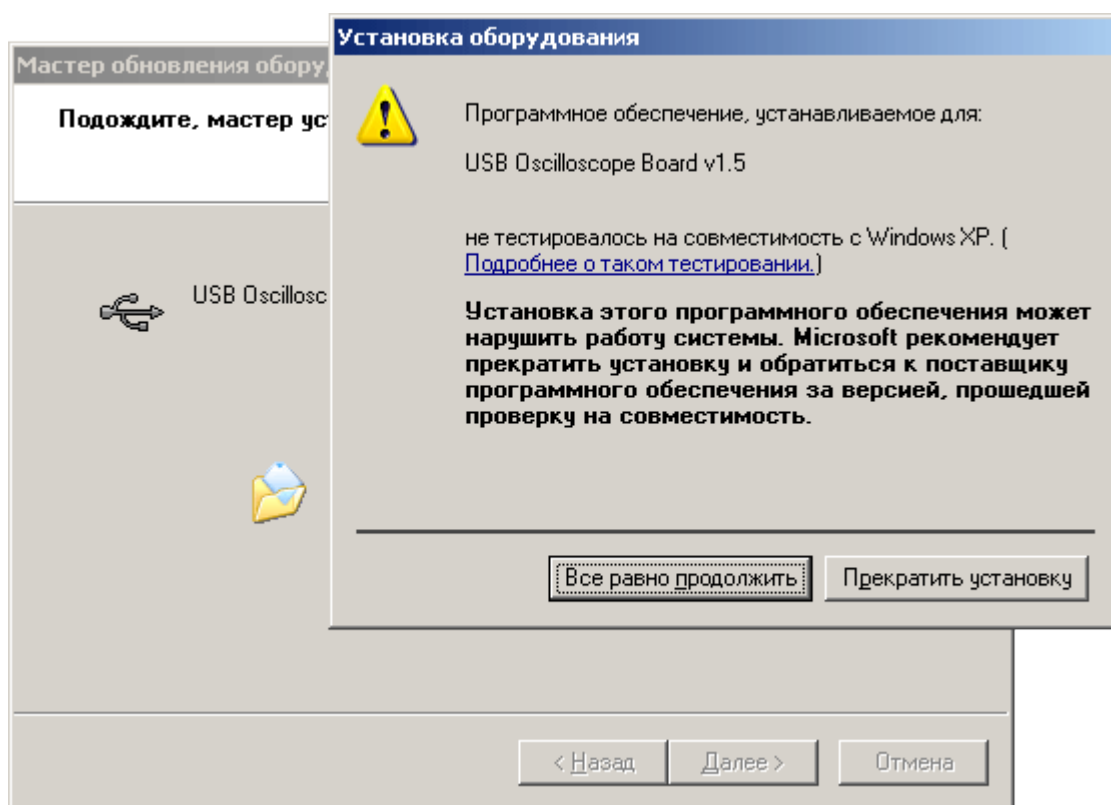 Установка оборудования
Мастер обновления обору
Подождите, мастер ус
Программное обеспечение, устанавливаемое для:
USB Oscilloscope Board v1.5
не тестировалось на совместимость с Windows XP. (
Подробнее о таком тестировании.)
USB Oscillosc
Установка этого программного обеспечения может
нарушить работу системы. Microsoft рекомендует
прекратить установку и обратиться к поставщику
программного обеспечения за версией, прошедшей
проверку на совместимость.
Все равно продолжить
Прекратить установку
< Назад
Далее >
Отмена